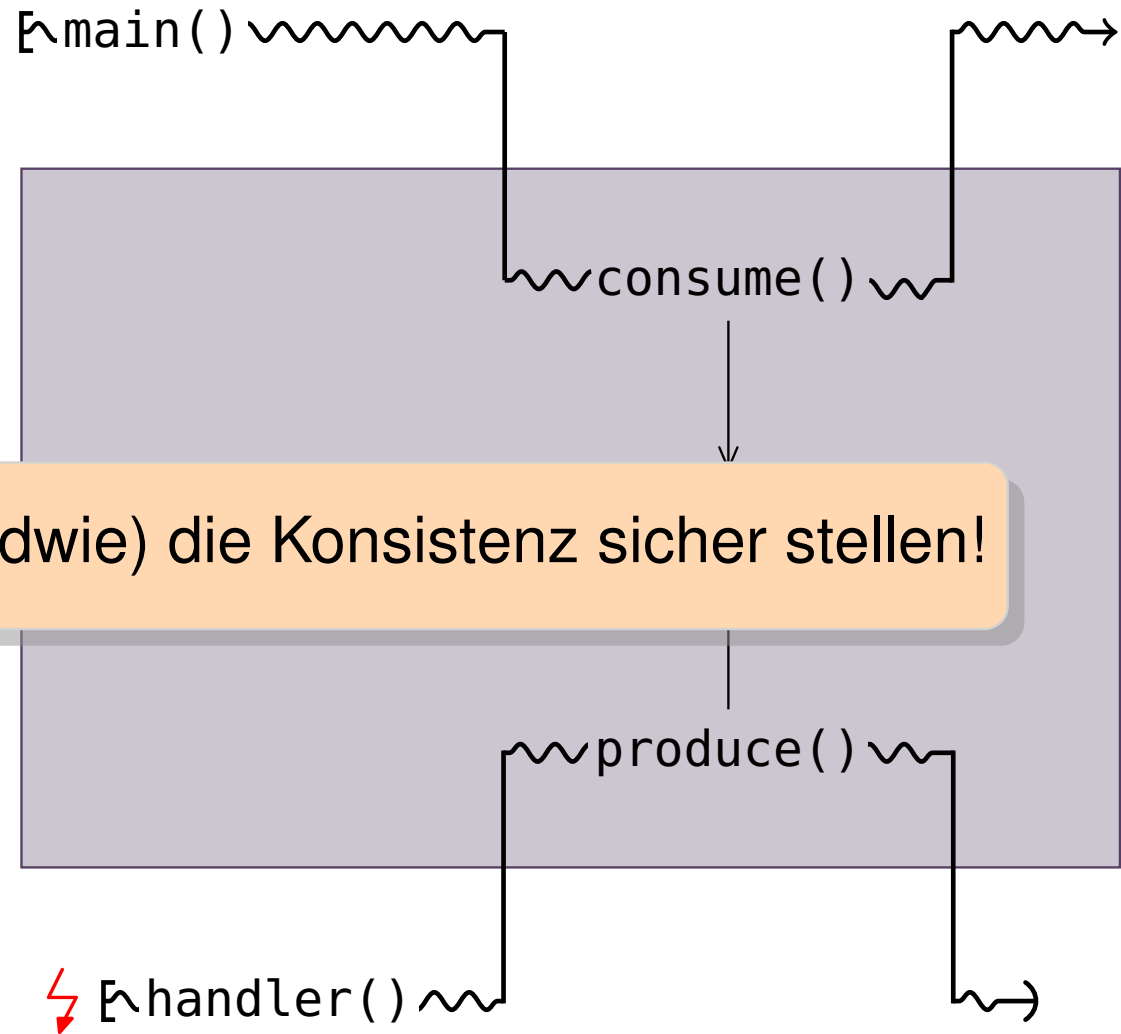 main()
consume()
dwie) die Konsistenz sicher stellen!
produce()
handler()